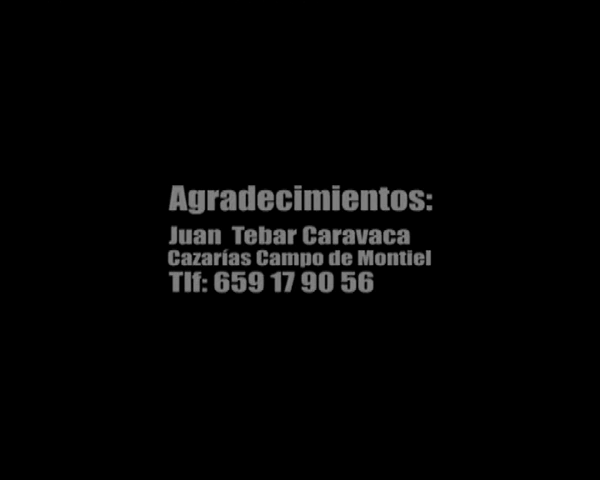 Agradecimientos:
Juan Tebar Caravaca
Cazarías Campo de Montiel
Tlf: 659 17 90 56